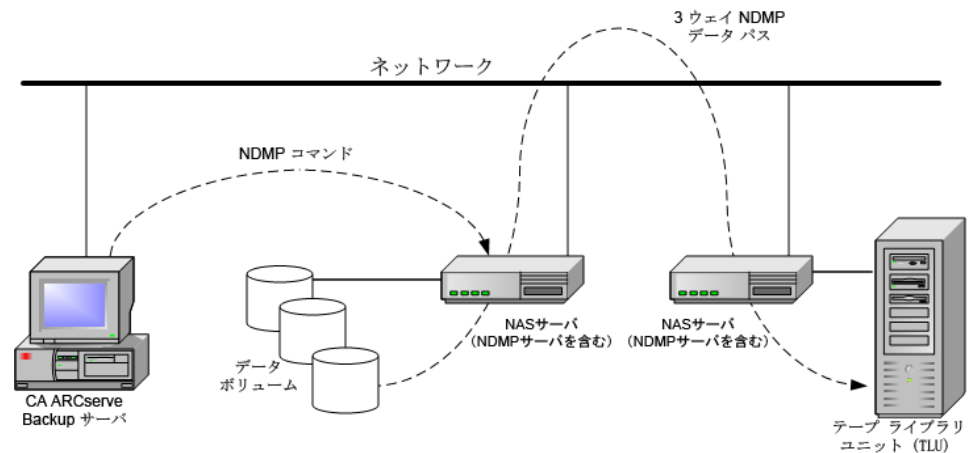 3 ウェイ NDMP
データ パス
ネットワーク
NDMP コマンド
NASサーバ
(NDMPサーバを含む)
NASサーバ
(NDMPサーバを含む)
データ
ボリューム
CA ARCserve
Backup サーバ
テープ ライブラリ
ユニット (TLU)